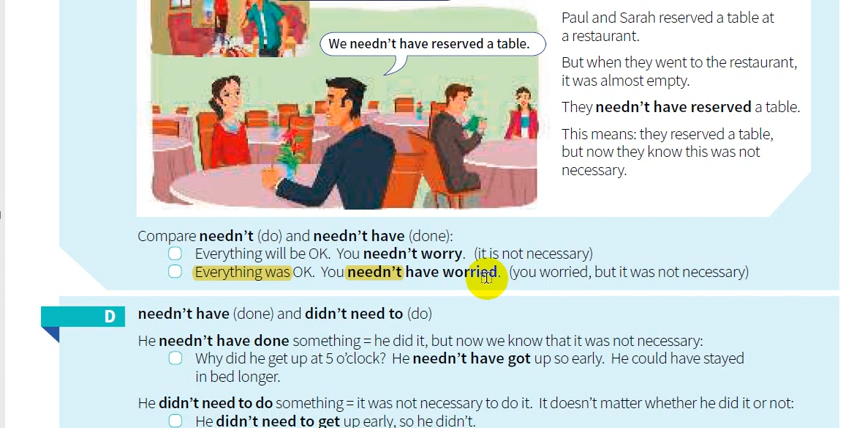 We needn't have reserved a table.
Paul and Sarah reserved a table at
a restaurant.
But when they went to the restaurant,
it was almost empty.
They needn't have reserved a table.
This means: they reserved a table,
but now they know this was not
necessary.
Compare needn't (do) and needn't have (done):
Everything will be OK. You needn't worry. (it is not necessary)
Everything was OK. You needn't have worried. (you worried, but it was not necessary)
D needn't have (done) and didn't need to (do)
He needn't have done something = he did it, but now we know that it was not necessary:
Why did he get up at 5 o'clock? He needn't have got up so early. He could have stayed
in bed longer.
He didn't need to do something = it was not necessary to do it. It doesn't matter whether he did it or not:
He didn't need to get up early, so he didn't.